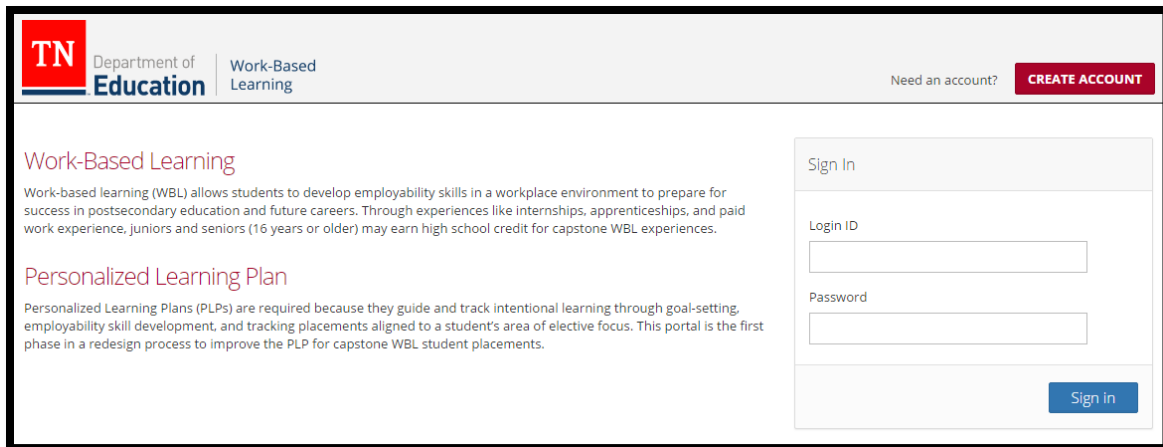 TN
Department of
Education
Work-Based
Learning
Need an account?
CREATE ACCOUNT
Work-Based Learning
Work-based learning (WBL) allows students to develop employability skills in a workplace environment to prepare for
success in postsecondary education and future careers. Through experiences like internships, apprenticeships, and paid
work experience, juniors and seniors (16 years or older) may earn high school credit for capstone WBL experiences.
Personalized Learning Plan
Personalized Learning Plans (PLPs) are required because they guide and track intentional learning through goal-setting,
employability skill development, and tracking placements aligned to a student's area of elective focus. This portal is the first
phase in a redesign process to improve the PLP for capstone WBL student placements.
Sign In
Login ID
Password
Sign in